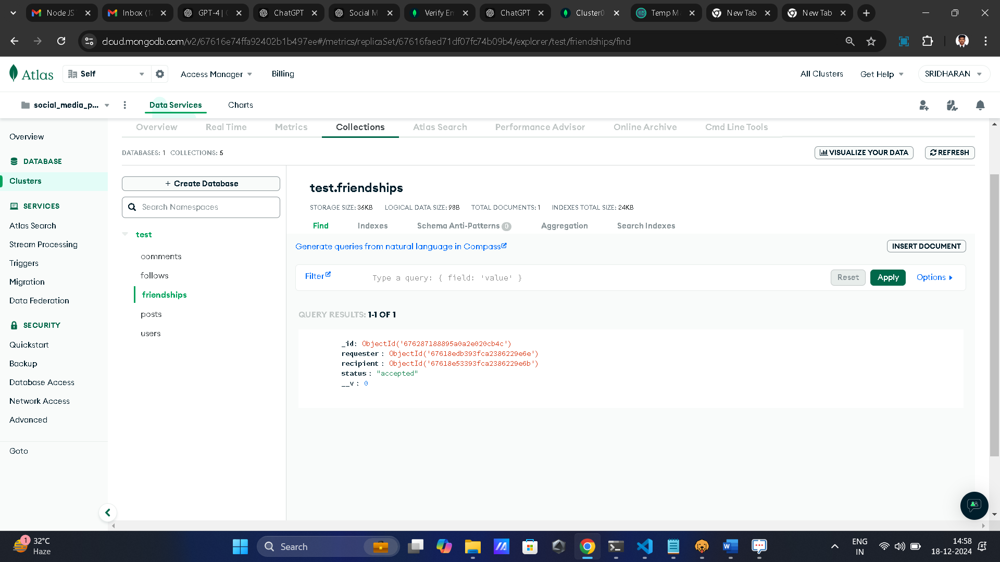 Node JS
Inbox (1
GPT-4 | 
ChatGPT
Social M
Verify Em
ChatGPT
Cluster0
Temp M
New Tab
New Tab
cloud.mongodb.com/v2/67616e74ffa92402b1b497ee#/metrics/replicaSet/67616faed71df07fc74b09b4/explorer/test/friendships/find
Atlas
Self
Access Manager
Billing
All Clusters
Get Help
SRIDHARAN
social_media_p...
Data Services
Charts
Overview
Real Time
Metrics
Collections
Atlas Search
Performance Advisor
Online Archive
Cmd Line Tools
Overview
DATABASE
Clusters
SERVICES
Atlas Search
Stream Processing
Triggers
Migration
Data Federation
SECURITY
Quickstart
Backup
Database Access
Network Access
Advanced
Goto
DATABASES: 1 COLLECTIONS: 5
VISUALIZE YOUR DATA
REFRESH
+ Create Database
Search Namespaces
test
comments
follows
friendships
posts
users
test.friendships
STORAGE SIZE: 36KB LOGICAL DATA SIZE: 98B TOTAL DOCUMENTS: 1 INDEXES TOTAL SIZE: 24KB
Find
Indexes
Schema Anti-Patterns 0
Aggregation
Search Indexes
Generate queries from natural language in Compass
INSERT DOCUMENT
Filter
Type a query: { field: 'value' }
Reset
Apply
Options
QUERY RESULTS: 1-1 OF 1
_id: ObjectId('676287188895a0a2e020cb4c')
requester : ObjectId('67618edb393fca2386229e6e')
recipient : ObjectId('67618e53393fca2386229e6b')
status : "accepted"
__v : 0
1
32°C
Haze
Search
ENG
IN
14:58
18-12-2024